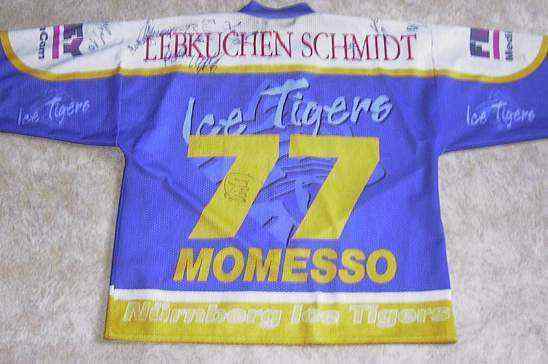 LEBKUCHEN SCHMIDT
Ice Tigers
Ice Tigers
Ice Tigers
77
MOMESSO
Nürnberg Ice Tigers